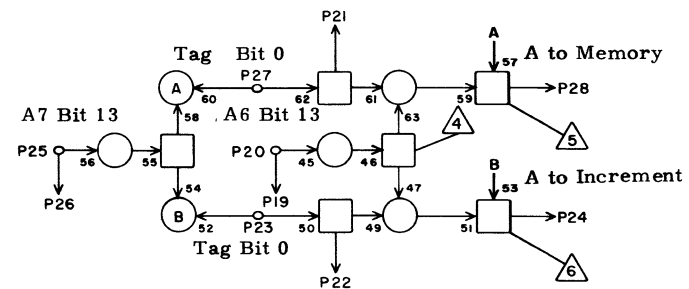 P21
A
Tag Bit 0
57
A to Memory
P27
A
60
62
61
59
P28
58
A7 Bit 13
A6 Bit 13
63
4
5
P25
56
55
P20
45
46
B
A to Increment
54
47
53
P26
P19
B
52
P23
50
49
51
P24
Tag Bit 0
6
P22